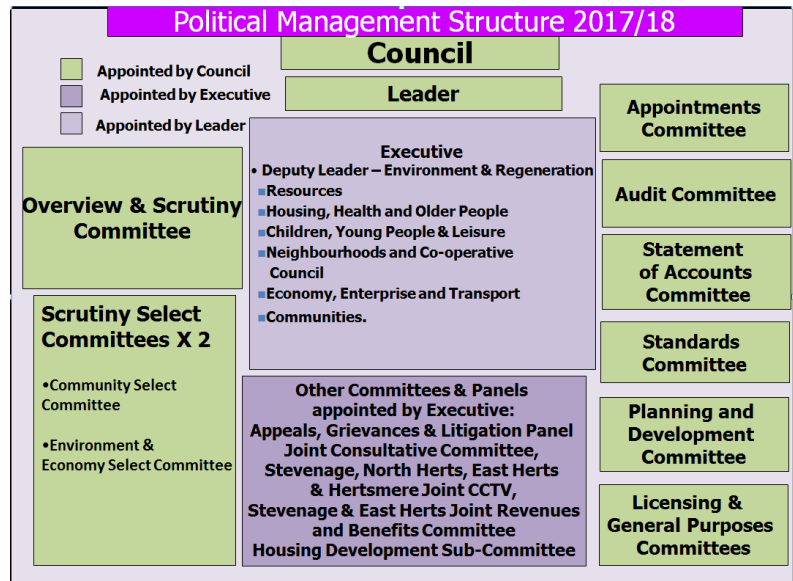 Political Management Structure 2017/18
Council
Leader
Appointed by Council
Appointed by Executive
Appointed by Leader
Overview & Scrutiny
Committee
Scrutiny Select
Committees X 2
•Community Select
Committee
•Environment &
Economy Select Committee
Executive
• Deputy Leader – Environment & Regeneration
Resources
Housing, Health and Older People
Children, Young People & Leisure
Neighbourhoods and Co-operative
Council
Economy, Enterprise and Transport
Communities.
Other Committees & Panels
appointed by Executive:
Appeals, Grievances & Litigation Panel
Joint Consultative Committee,
Stevenage, North Herts, East Herts
& Hertsmere Joint CCTV,
Stevenage & East Herts Joint Revenues
and Benefits Committee
Housing Development Sub-Committee
Appointments
Committee
Audit Committee
Statement
of Accounts
Committee
Standards
Committee
Planning and
Development
Committee
Licensing &
General Purposes
Committees